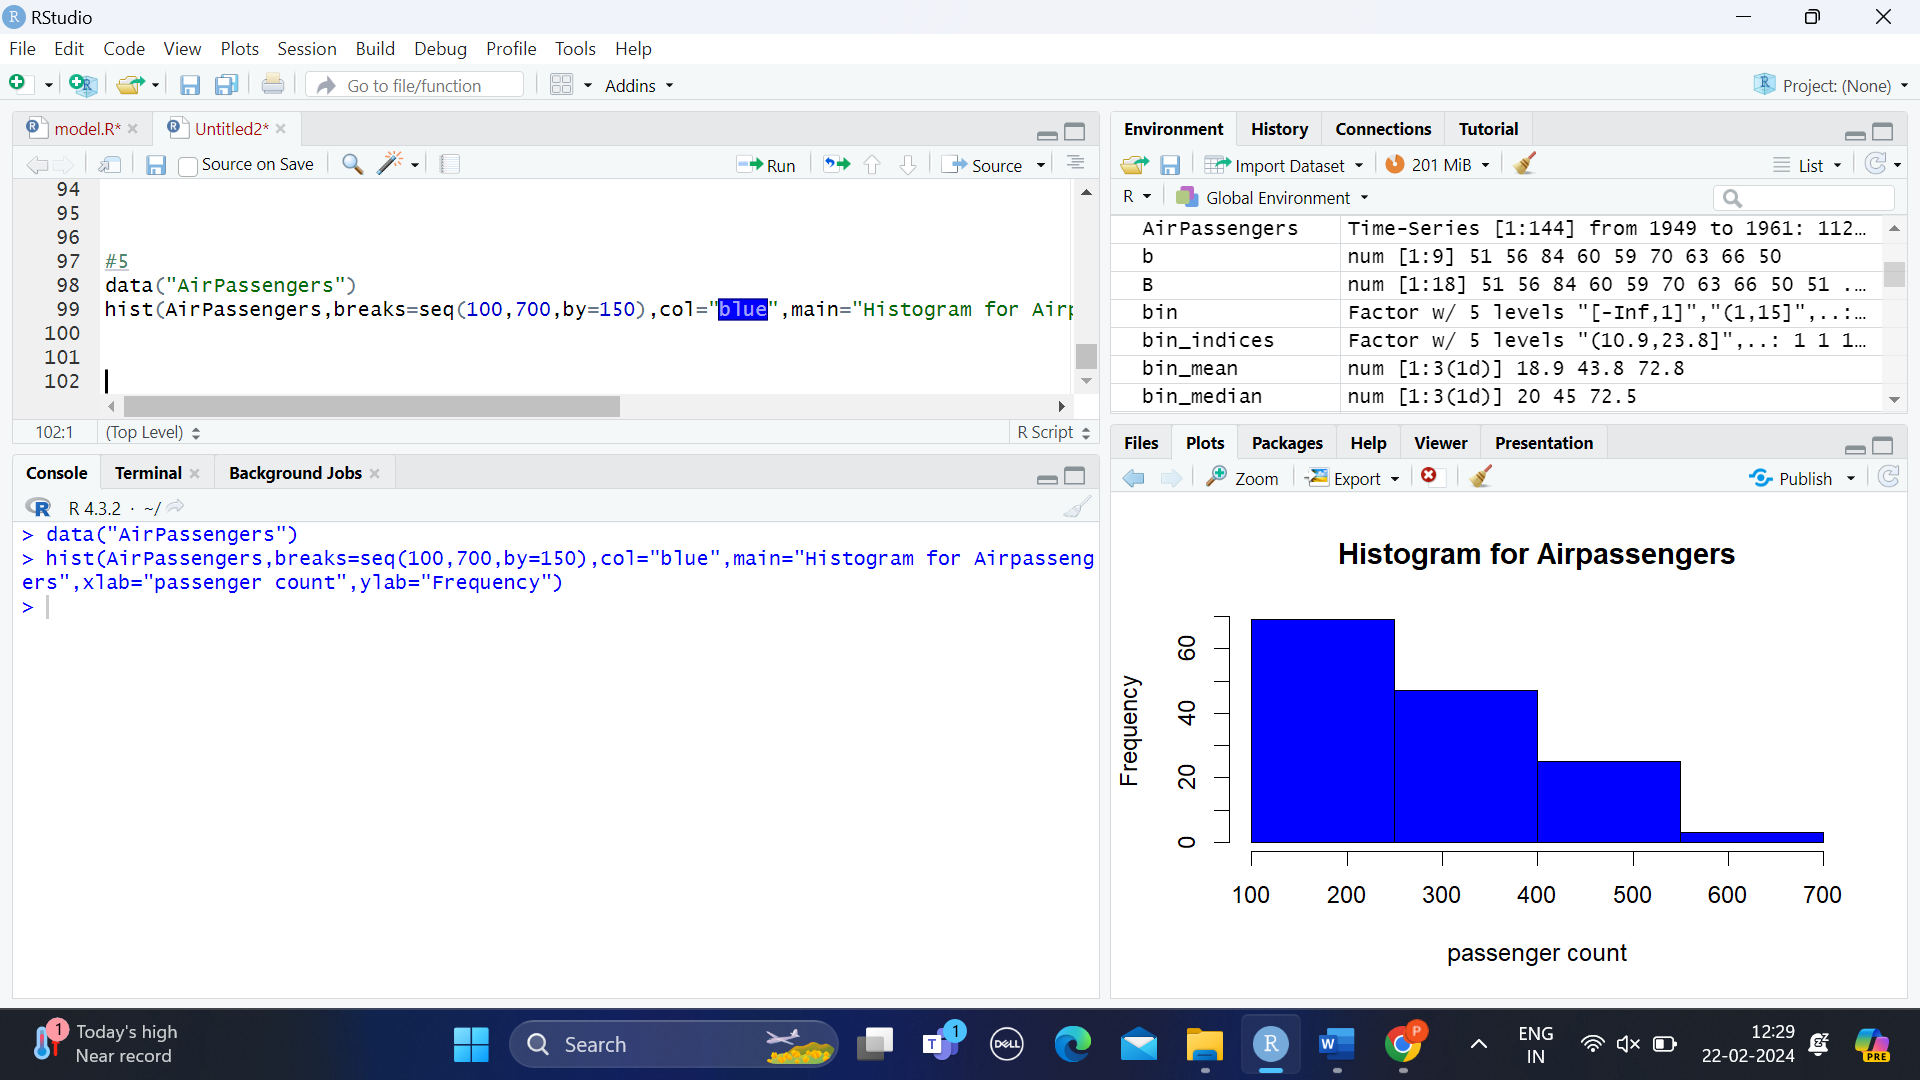 RStudio
File Edit Code View Plots Session Build Debug Profile Tools Help
Go to file/function Addins Project: (None)
model.R* Untitled2*
Source on Save Run Source
94
95
96
97 #5
98 data("AirPassengers")
99 hist(AirPassengers,breaks=seq(100,700,by=150),col="blue",main="Histogram for Airp
100
101
102
102:1 (Top Level) R Script
Console Terminal Background Jobs
R 4.3.2 · ~/
> data("AirPassengers")
> hist(AirPassengers,breaks=seq(100,700,by=150),col="blue",main="Histogram for Airpasseng
ers",xlab="passenger count",ylab="Frequency")
>
Environment History Connections Tutorial
Import Dataset 201 MiB List
R Global Environment
AirPassengers Time-Series [1:144] from 1949 to 1961: 112…
b num [1:9] 51 56 84 60 59 70 63 66 50
B num [1:18] 51 56 84 60 59 70 63 66 50 51 ...
bin Factor w/ 5 levels "[-Inf,1]","(1,15]",..:…
bin_indices Factor w/ 5 levels "(10.9,23.8]",..: 1 1 1…
bin_mean num [1:3(1d)] 18.9 43.8 72.8
bin_median num [1:3(1d)] 20 45 72.5
Files Plots Packages Help Viewer Presentation
Zoom Export Publish
Histogram for Airpassengers
Frequency
0 20 40 60
100 200 300 400 500 600 700
passenger count
1 Today's high
Near record
Search
T 1
DELL
R
W
P
ENG
IN
12:29
22-02-2024
PRE